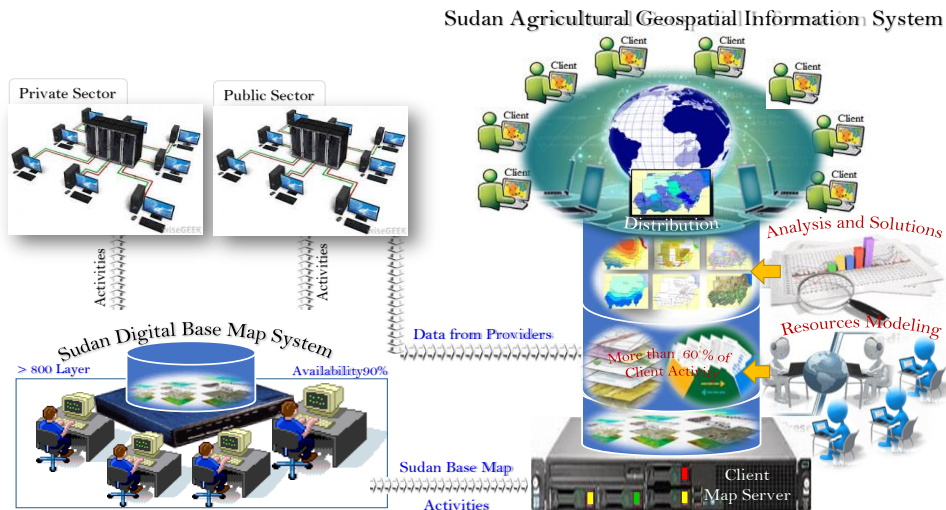 Sudan Agricultural Geospatial Information System
Client
Client
Client
Client
Client
Client
Client
Client
Private Sector
Public Sector
wiseGEEK
wiseGEEK
Distribution
Analysis and Solutions
Activities
Activities
Sudan Digital Base Map System
> 800 Layer
Availability90%
Data from Providers
Resources Modeling
More than 60 % of
Client Activity
Sudan Base Map
Activities
Client
Map Server